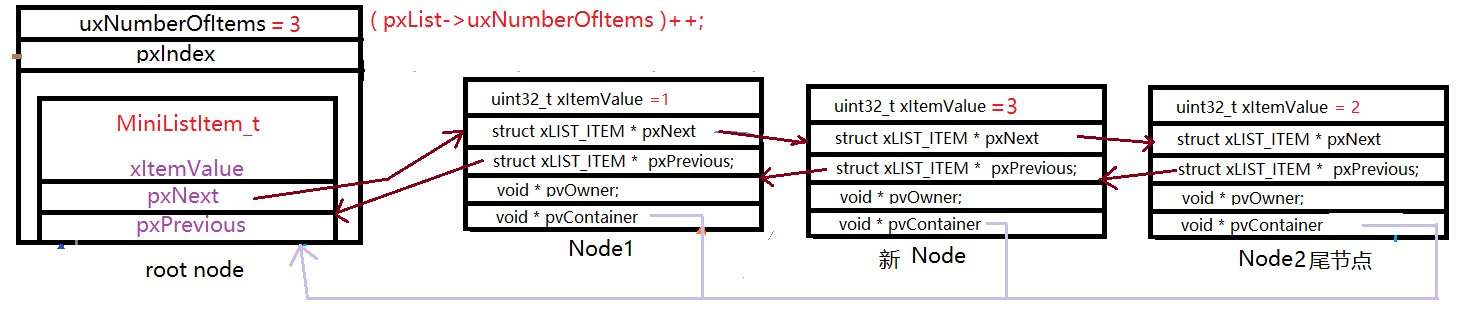 uxNumberOfItems = 3
( pxList->uxNumberOfItems )++;
pxIndex
MiniListItem_t
xItemValue
pxNext
pxPrevious
root node
uint32_t xItemValue =1
struct xLIST_ITEM * pxNext
struct xLIST_ITEM * pxPrevious;
void * pvOwner;
void * pvContainer
Node1
uint32_t xItemValue =3
struct xLIST_ITEM * pxNext
struct xLIST_ITEM * pxPrevious;
void * pvOwner;
void * pvContainer
新 Node
uint32_t xItemValue = 2
struct xLIST_ITEM * pxNext
struct xLIST_ITEM * pxPrevious;
void * pvOwner;
void * pvContainer
Node2尾节点